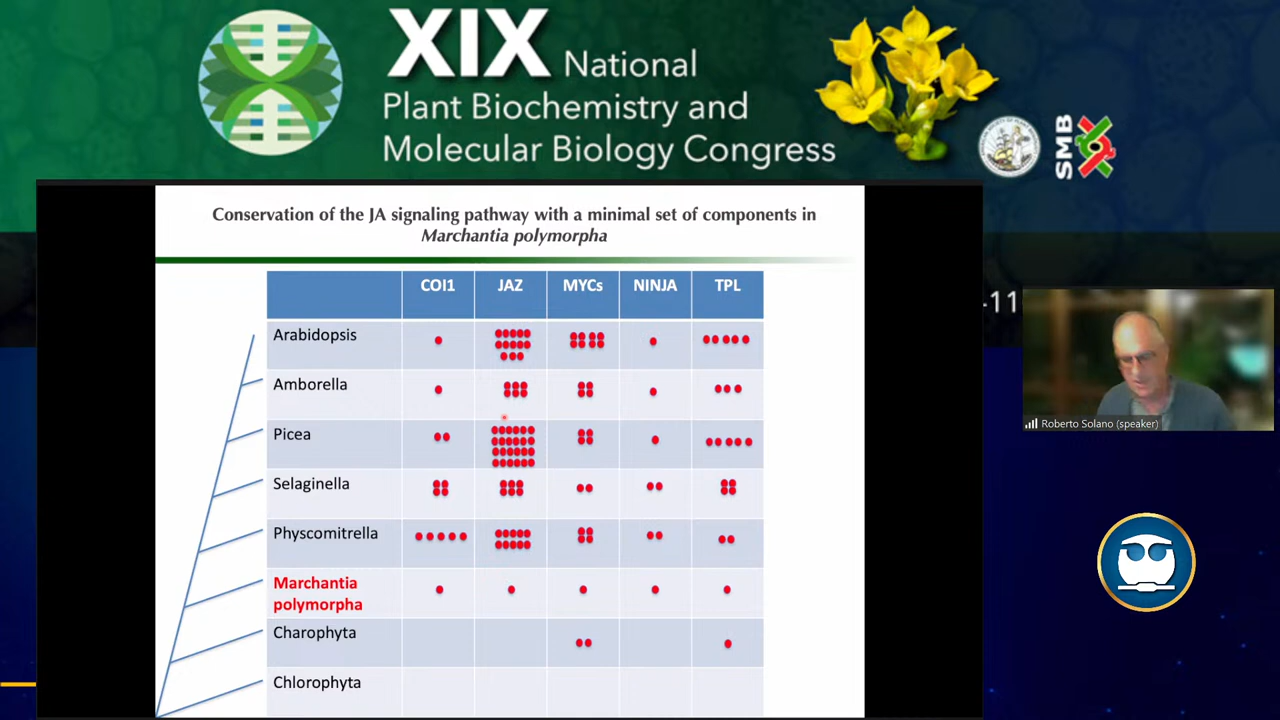 XIX National
Plant Biochemistry and
Molecular Biology Congress
SMB
Conservation of the JA signaling pathway with a minimal set of components in
Marchantia polymorpha
COI1 JAZ MYCs NINJA TPL
Arabidopsis
Amborella
Picea
Selaginella
Physcomitrella
Marchantia
polymorpha
Charophyta
Chlorophyta
-11
Roberto Solano (speaker)